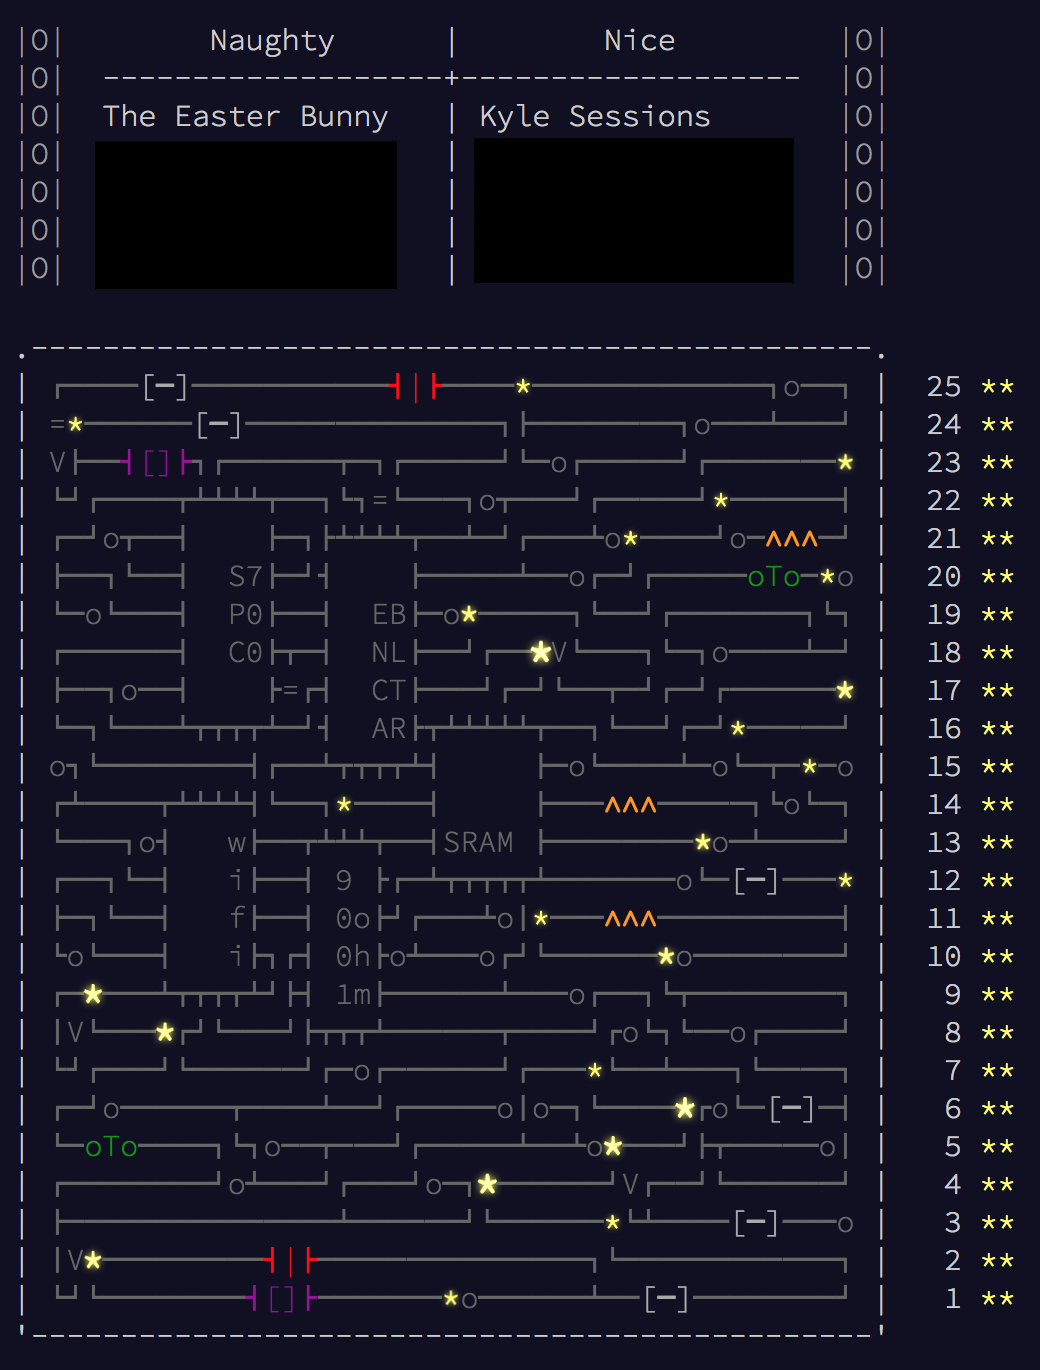 |O| Naughty | Nice |O|
|O| -------------------+------------------- |O|
|O| The Easter Bunny | Kyle Sessions |O|
|O| | |O|
|O| | |O|
|O| | |O|
|O| | |O|
[-] * o 25 **
=* [-] o 24 **
V [] o * 23 **
= o * 22 **
o o* o ^^^ 21 **
S7 o oTo * o 20 **
o P0 EB o* 19 **
C0 NL *V o 18 **
o = CT * 17 **
AR * 16 **
o o o * o 15 **
* ^^^ o 14 **
o w SRAM *o 13 **
i 9 o [-] * 12 **
f 0o o * ^^^ 11 **
o i 0h o o *o 10 **
* 1m o 9 **
V * o o 8 **
o * 7 **
o o o * o [-] 6 **
oTo o o* o 5 **
o o * V 4 **
* [-] o 3 **
V* 2 **
[] *o [-] 1 **